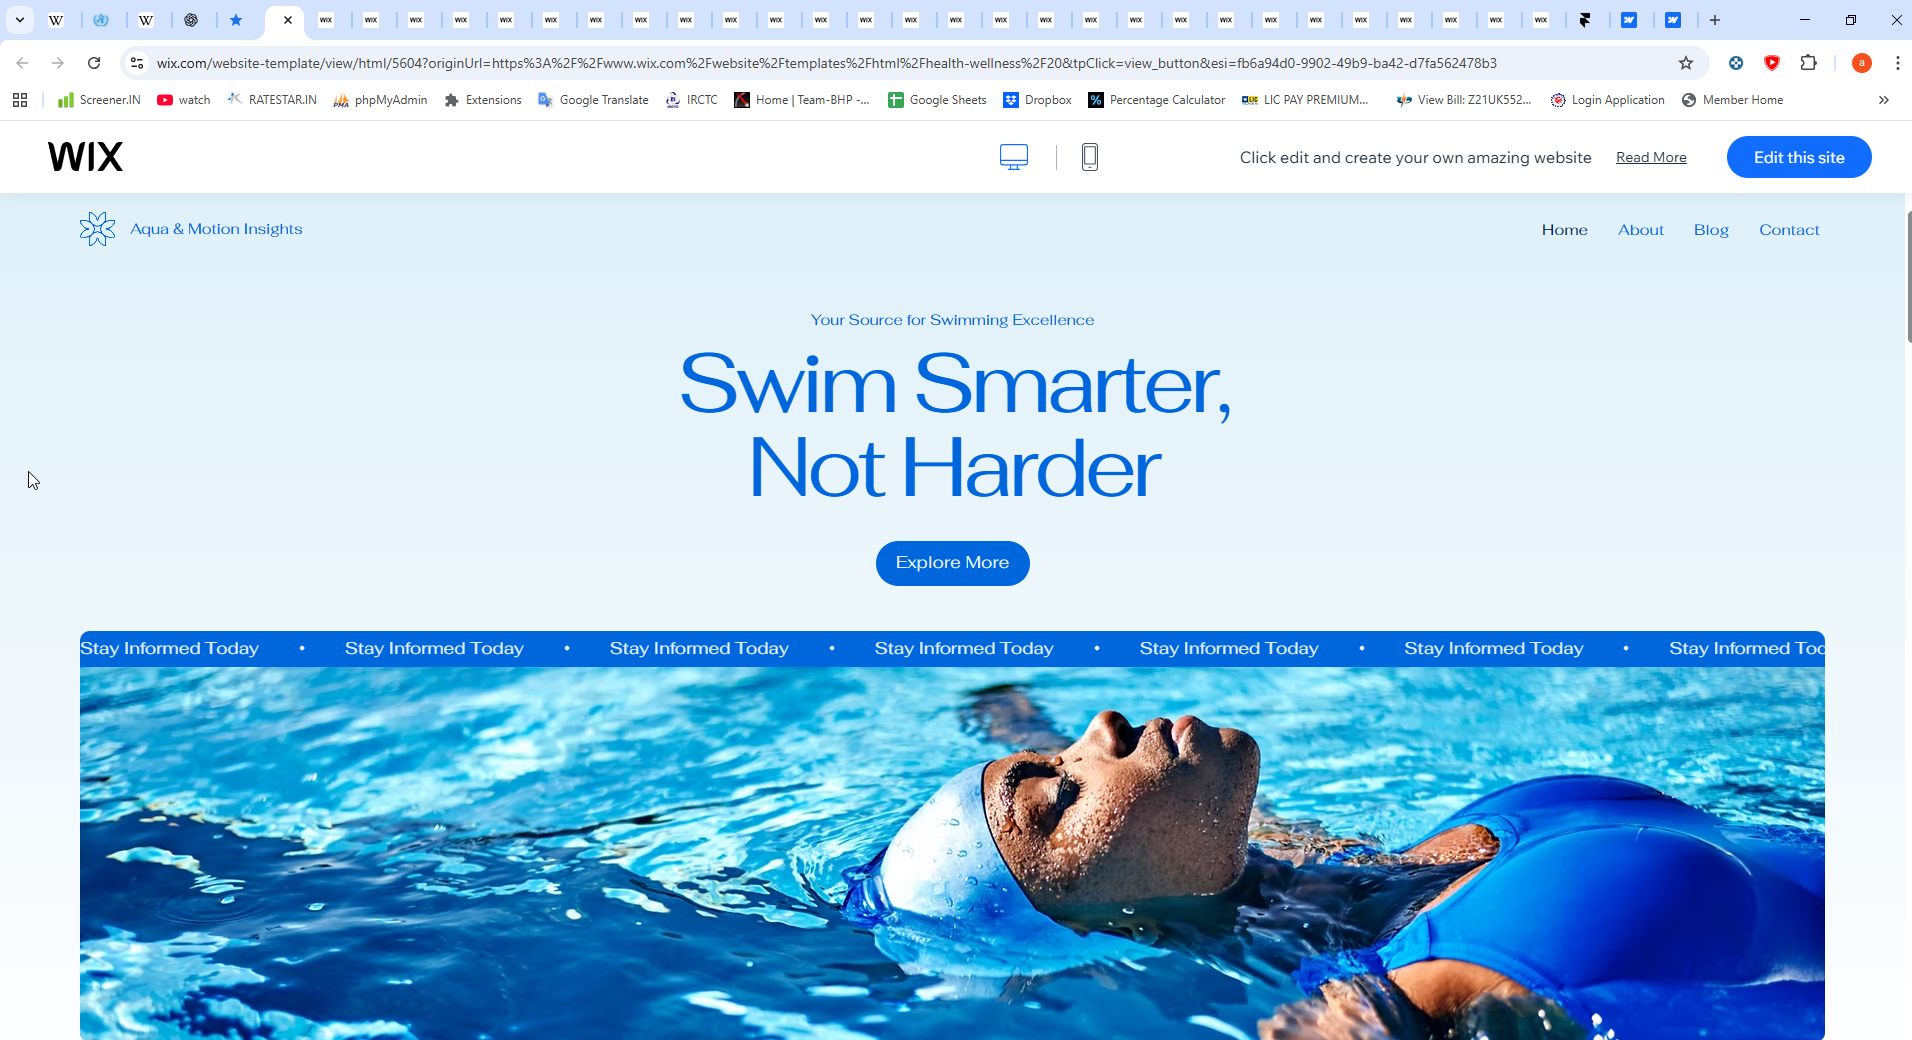 wix.com/website-template/view/html/5604?originUrl=https%3A%2F%2Fwww.wix.com%2Fwebsite%2Ftemplates%2Fhtml%2Fhealth-wellness%2F20&tpClick=view_button&esi=fb6a94d0-9902-49b9-ba42-d7fa562478b3
a
Screener.IN watch RATESTAR.IN phpMyAdmin Extensions Google Translate IRCTC Home | Team-BHP -... Google Sheets Dropbox Percentage Calculator LIC PAY PREMIUM... View Bill: Z21UK552... Login Application Member Home
WIX Click edit and create your own amazing website Read More Edit this site
Aqua & Motion Insights Home About Blog Contact
Your Source for Swimming Excellence
Swim Smarter,
Not Harder
Explore More
Stay Informed Today • Stay Informed Today • Stay Informed Today • Stay Informed Today • Stay Informed Today • Stay Informed Today • Stay Informed Toc